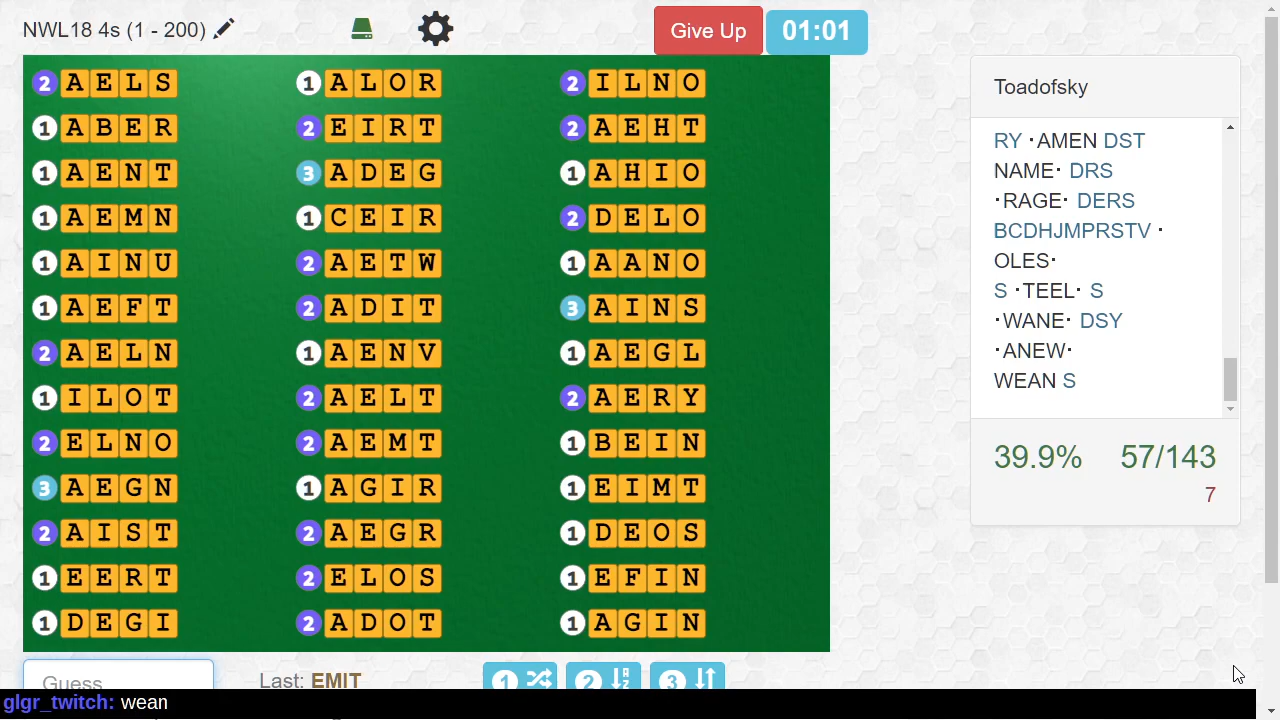 NWL18 4s (1 - 200)
Give Up
01:01
2 AELS
1 ALOR
2 ILNO
1 ABER
2 EIRT
2 AEHT
1 AENT
3 ADEG
1 AHIO
1 AEMN
1 CEIR
2 DELO
1 AINU
2 AETW
1 AANO
1 AEFT
2 ADIT
3 AINS
2 AELN
1 AENV
1 AEGL
1 ILOT
2 AELT
2 AERY
2 ELNO
2 AEMT
1 BEIN
3 AEGN
1 AGIR
1 EIMT
2 AIST
2 AEGR
1 DEOS
1 EERT
2 ELOS
1 EFIN
1 DEGI
2 ADOT
1 AGIN
Guess
Last: EMIT
1
2 AZ
3
Toadofsky
RY ·AMEN DST
NAME· DRS
·RAGE· DERS
BCDHJMPRSTV ·
OLES·
S ·TEEL· S
·WANE· DSY
·ANEW·
WEAN S
39.9% 57/143
7
glgr_twitch: wean